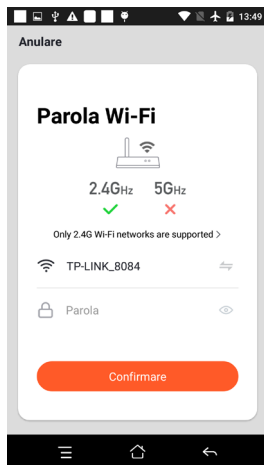 13:49
Anulare
Parola Wi-Fi
2.4GHz 5GHz
Only 2.4G Wi-Fi networks are supported >
TP-LINK_8084
Parola
Confirmare